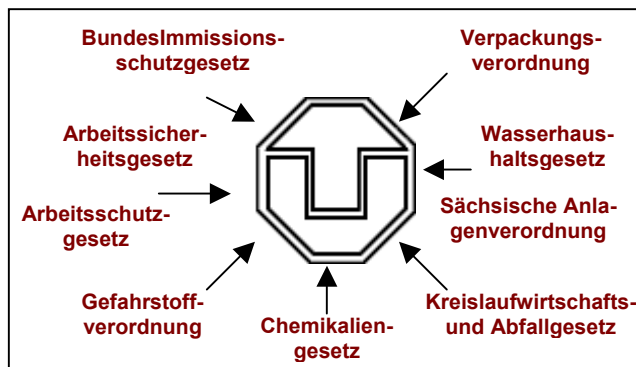 BundesImmissions-
schutzgesetz
Verpackungs-
verordnung
Arbeitssicher-
heitsgesetz
Wasserhaus-
haltsgesetz
Arbeitsschutz-
gesetz
Sächsische Anla-
genverordnung
Gefahrstoff-
verordnung
Chemikalien-
gesetz
Kreislaufwirtschafts-
und Abfallgesetz